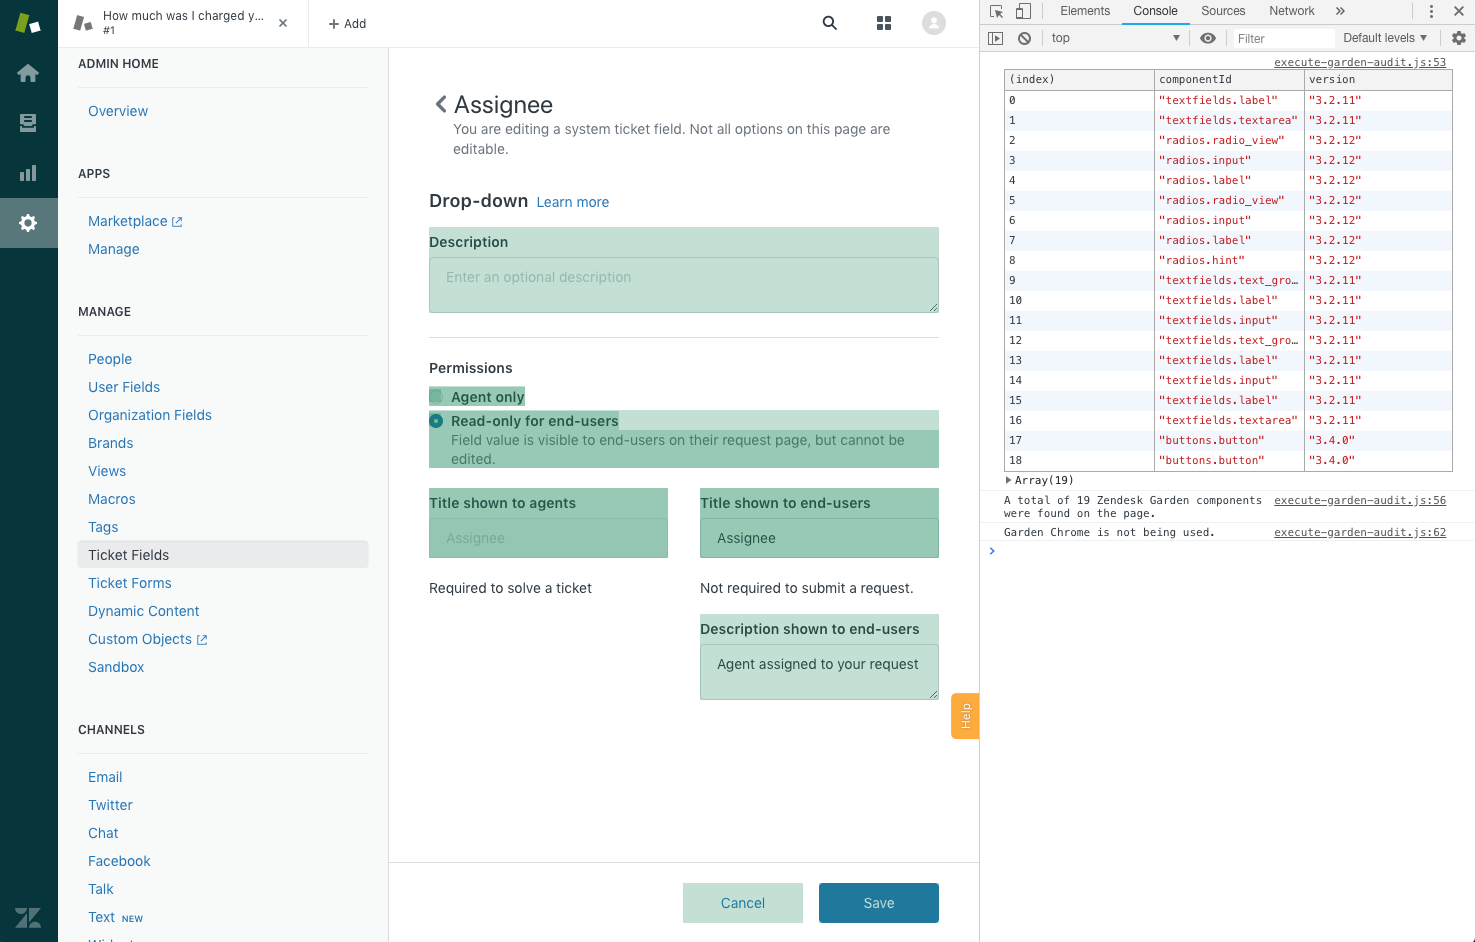 How much was I charged y...
#1
Add
ADMIN HOME
Overview
APPS
Marketplace
Manage
MANAGE
People
User Fields
Organization Fields
Brands
Views
Macros
Tags
Ticket Fields
Ticket Forms
Dynamic Content
Custom Objects
Sandbox
CHANNELS
Email
Twitter
Chat
Facebook
Talk
Text NEW
Assignee
You are editing a system ticket field. Not all options on this page are
editable.
Drop-down Learn more
Description
Enter an optional description
Permissions
Agent only
Read-only for end-users
Field value is visible to end-users on their request page, but cannot be
edited.
Title shown to agents
Assignee
Required to solve a ticket
Title shown to end-users
Assignee
Not required to submit a request.
Description shown to end-users
Agent assigned to your request
Help
Cancel
Save
Elements Console Sources Network
top Filter Default levels
execute-garden-audit.js:53
(index) componentId version
0 "textfields.label" "3.2.11"
1 "textfields.textarea" "3.2.11"
2 "radios.radio_view" "3.2.12"
3 "radios.input" "3.2.12"
4 "radios.label" "3.2.12"
5 "radios.radio_view" "3.2.12"
6 "radios.input" "3.2.12"
7 "radios.label" "3.2.12"
8 "radios.hint" "3.2.12"
9 "textfields.text_gro... "3.2.11"
10 "textfields.label" "3.2.11"
11 "textfields.input" "3.2.11"
12 "textfields.text_gro... "3.2.11"
13 "textfields.label" "3.2.11"
14 "textfields.input" "3.2.11"
15 "textfields.label" "3.2.11"
16 "textfields.textarea" "3.2.11"
17 "buttons.button" "3.4.0"
18 "buttons.button" "3.4.0"
Array(19)
A total of 19 Zendesk Garden components execute-garden-audit.js:56
were found on the page.
Garden Chrome is not being used. execute-garden-audit.js:62